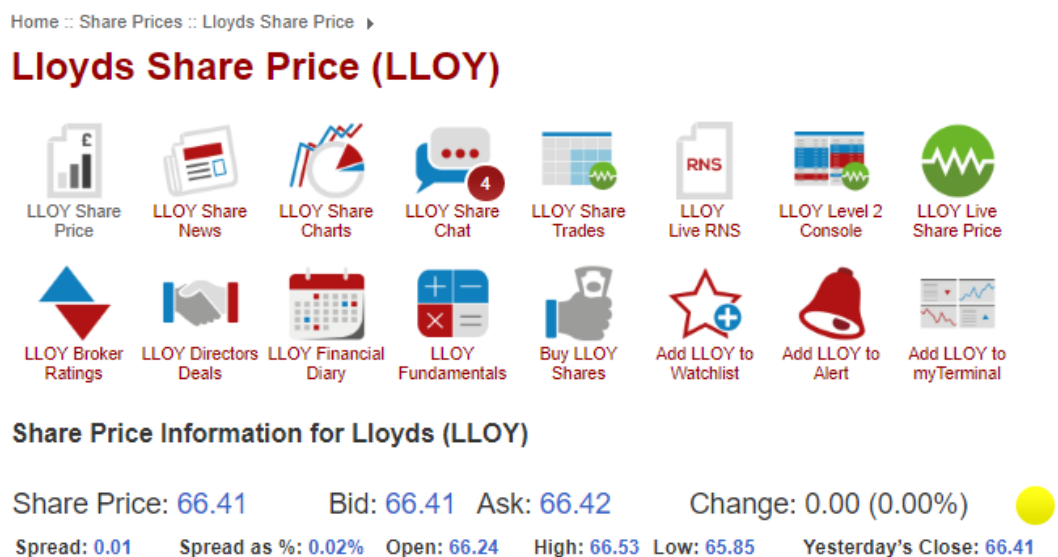 Home :: Share Prices :: Lloyds Share Price
Lloyds Share Price (LLOY)
£
4
RNS
LLOY Share Price
LLOY Share News
LLOY Share Charts
LLOY Share Chat
LLOY Share Trades
LLOY Live RNS
LLOY Level 2 Console
LLOY Live Share Price
LLOY Broker Ratings
LLOY Directors Deals
LLOY Financial Diary
LLOY Fundamentals
Buy LLOY Shares
Add LLOY to Watchlist
Add LLOY to Alert
Add LLOY to myTerminal
Share Price Information for Lloyds (LLOY)
Share Price: 66.41 Bid: 66.41 Ask: 66.42 Change: 0.00 (0.00%)
Spread: 0.01 Spread as %: 0.02% Open: 66.24 High: 66.53 Low: 65.85 Yesterday's Close: 66.41